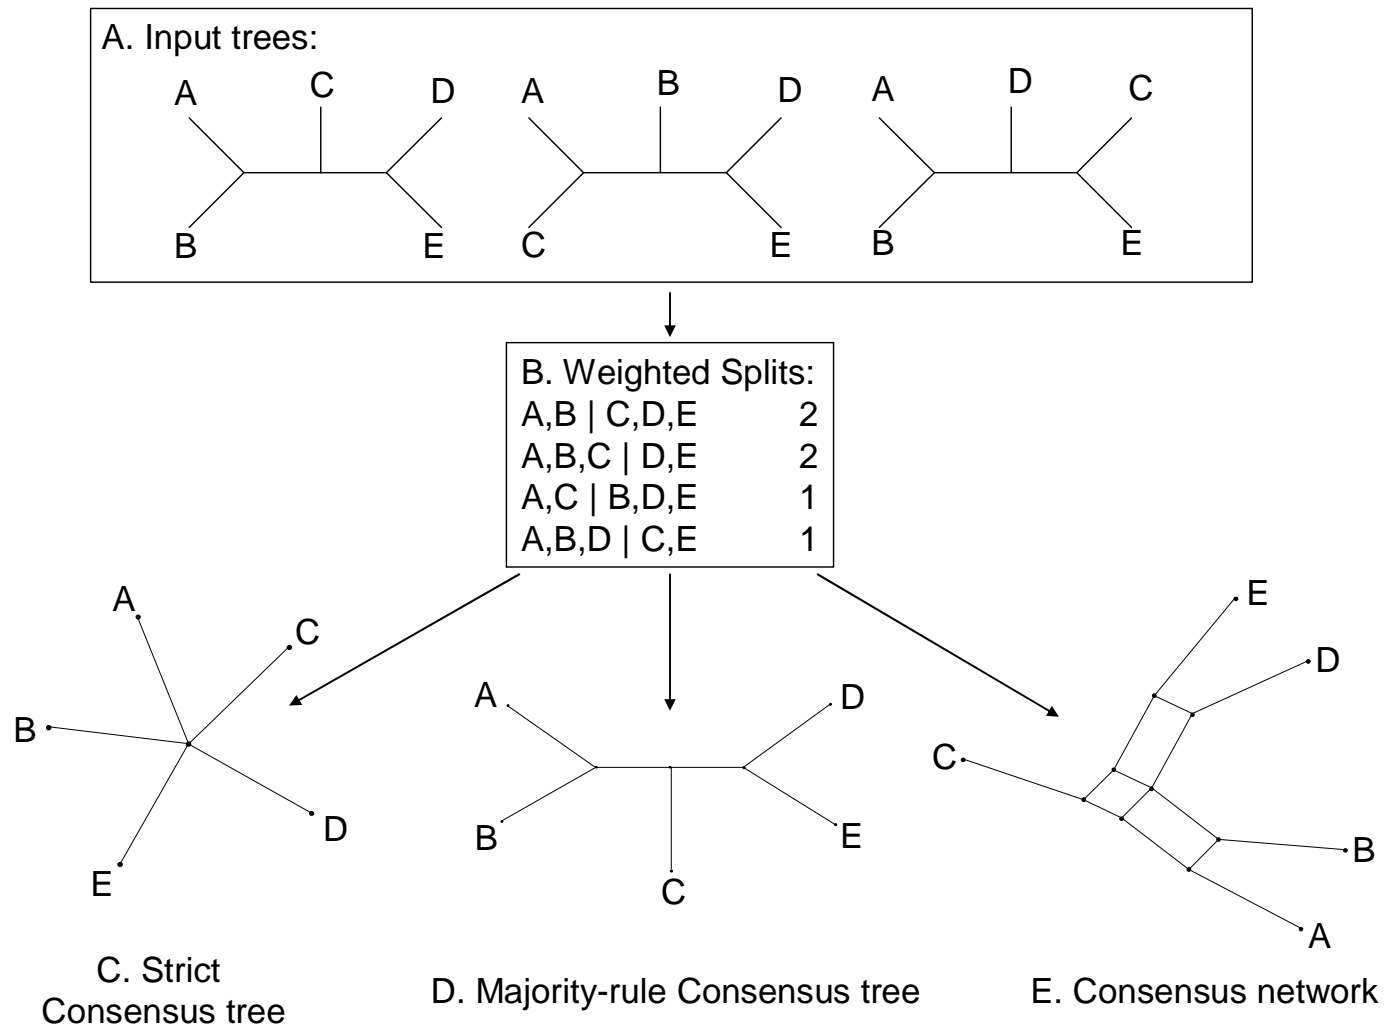 A. Input trees:
A C D
B E
A B D
C E
A D C
B E
B. Weighted Splits:
A,B | C,D,E 2
A,B,C | D,E 2
A,C | B,D,E 1
A,B,D | C,E 1
A
C
B
D
E
C. Strict
Consensus tree
A
D
B
E
C
D. Majority-rule Consensus tree
E
D
C
B
A
E. Consensus network